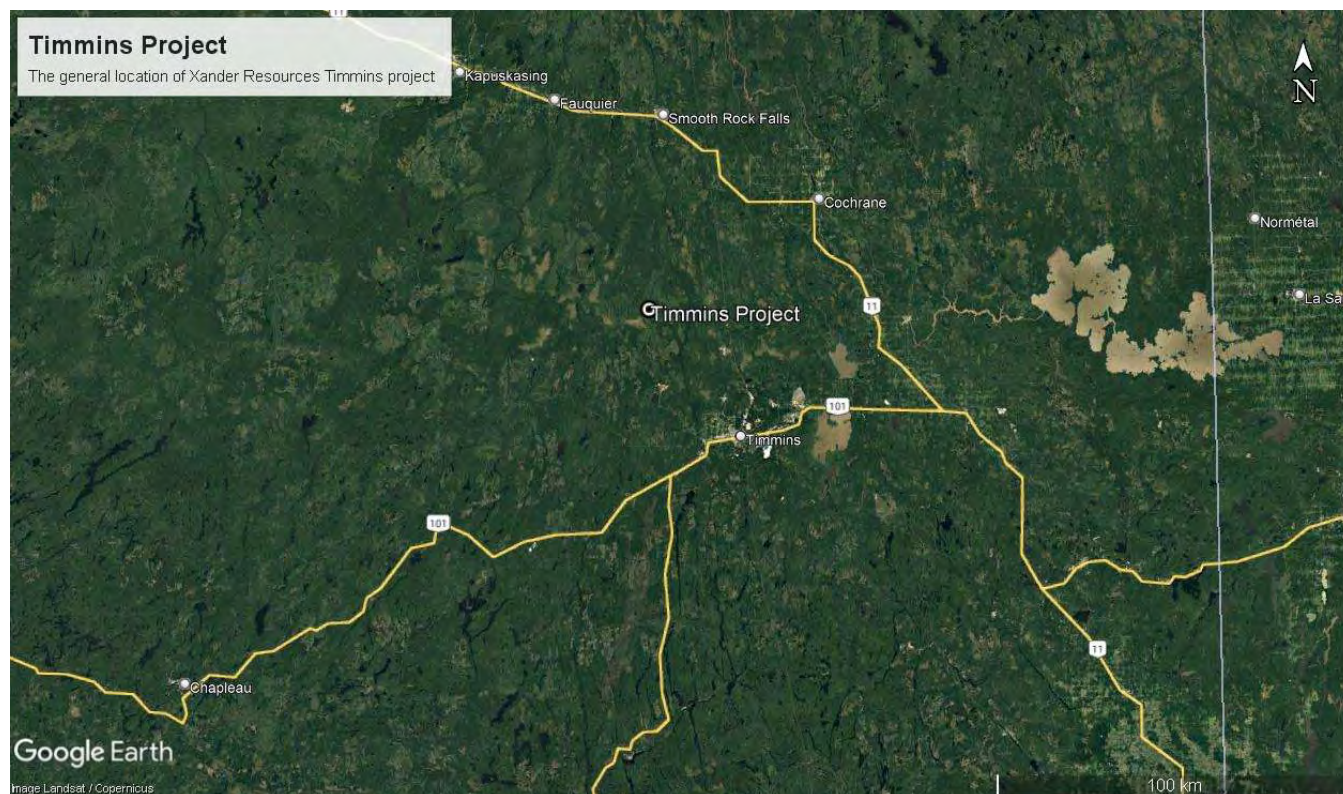 11
Timmins Project
The general location of Xander Resources Timmins project
Kapuskasing
Fauquier
Smooth Rock Falls
N
Cochrane
Normétal
La Sa
Timmins Project
11
101
Timmins
101
11
Chapleau
Google Earth
Image Landsat / Copernicus
100 km